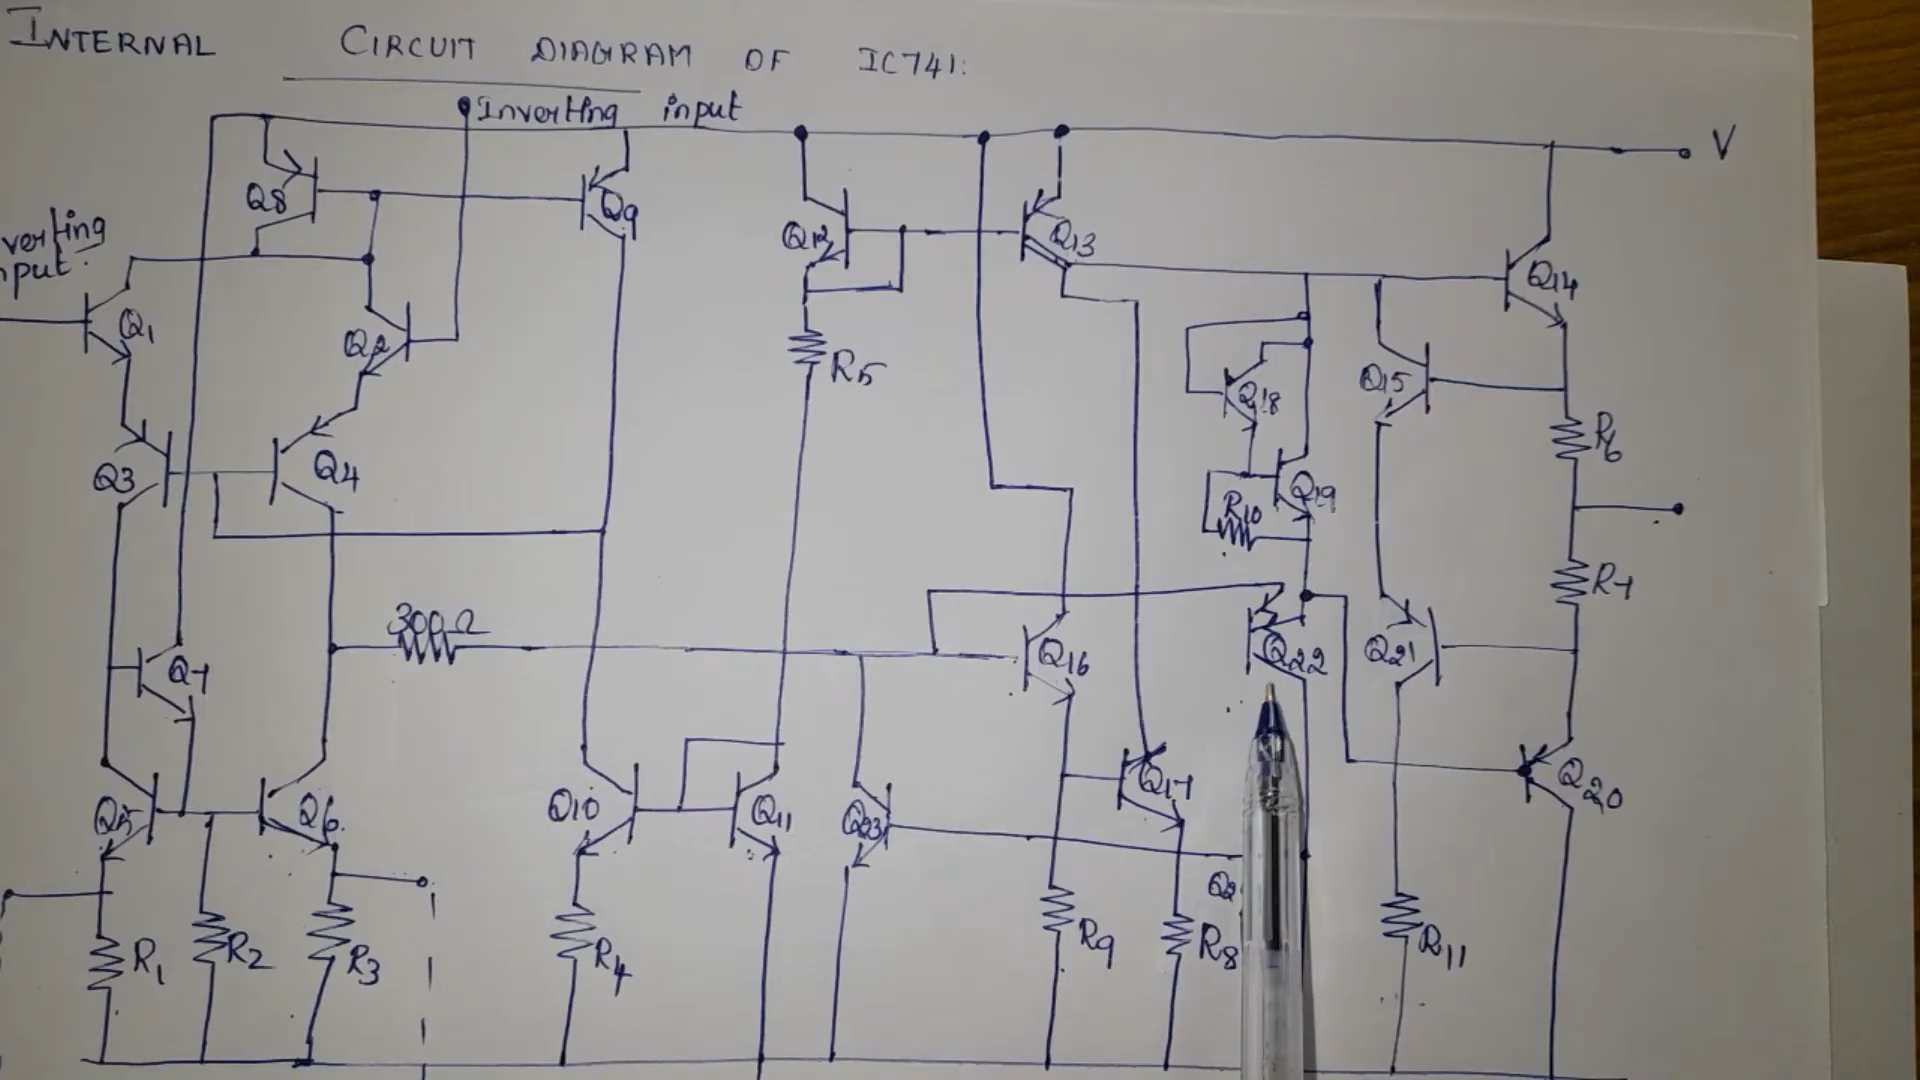 INTERNAL CIRCUIT DIAGRAM OF IC741:
Inverting input
V
verting
nput.
Q8
Q9
Q12
Q13
Q14
Q1
Q2
R5
Q18
Q15
R6
Q3
Q4
Q19
R10
300Ω
Q7
Q16
Q22
Q21
R7
Q5
Q6
Q10
Q11
Q23
Q17
Q20
R1
R2
R3
R4
R9
R8
R11